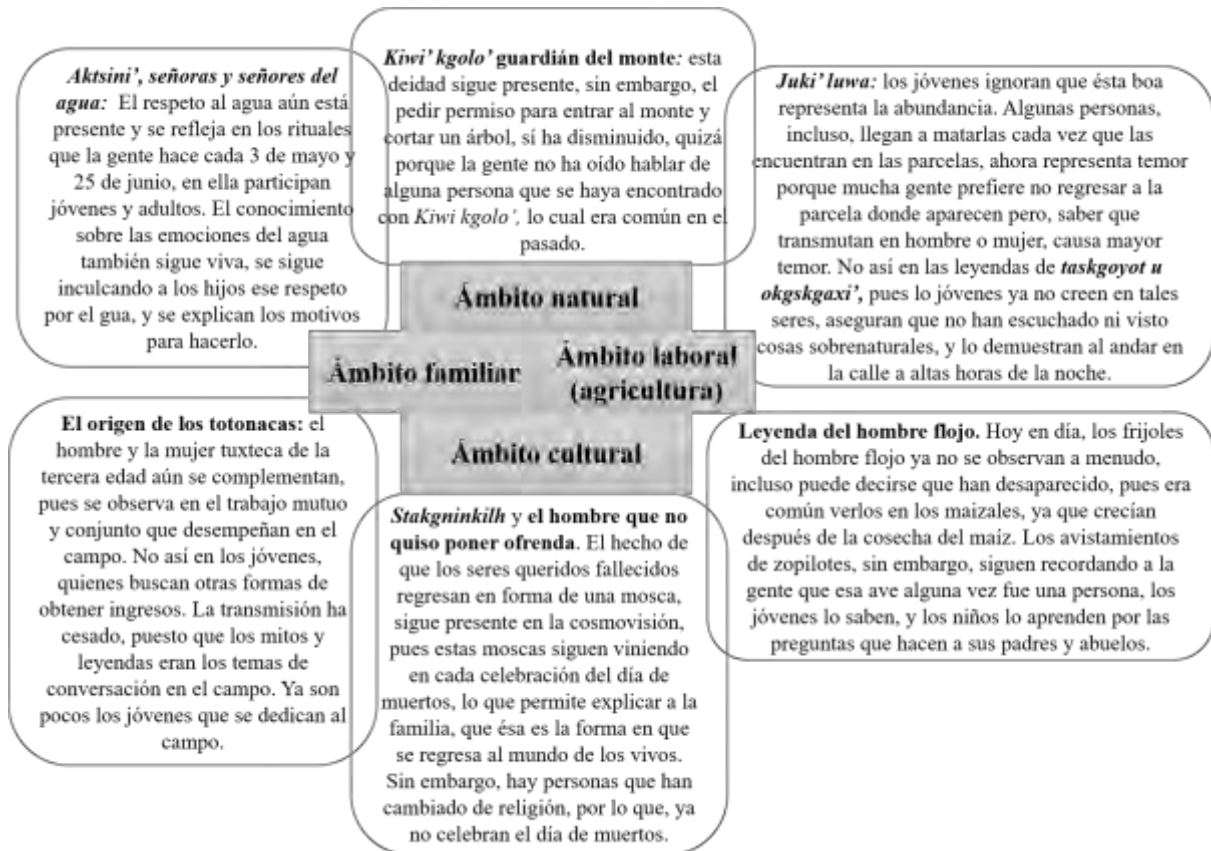 Aktsini’, señoras y señores del
agua: El respeto al agua aún está
presente y se refleja en los rituales
que la gente hace cada 3 de mayo y
25 de junio, en ella participan
jóvenes y adultos. El conocimiento
sobre las emociones del agua
también sigue viva, se sigue
inculcando a los hijos ese respeto
por el gua, y se explican los motivos
para hacerlo.
Kiwi’ kgolo’ guardián del monte: esta
deidad sigue presente, sin embargo, el
pedir permiso para entrar al monte y
cortar un árbol, sí ha disminuido, quizá
porque la gente no ha oído hablar de
alguna persona que se haya encontrado
con Kiwi kgolo’, lo cual era común en el
pasado.
Juki’ luwa: los jóvenes ignoran que ésta boa
representa la abundancia. Algunas personas,
incluso, llegan a matarlas cada vez que las
encuentran en las parcelas, ahora representa temor
porque mucha gente prefiere no regresar a la
parcela donde aparecen pero, saber que
transmutan en hombre o mujer, causa mayor
temor. No así en las leyendas de taskgoyot u
okgskgaxi’, pues lo jóvenes ya no creen en tales
seres, aseguran que no han escuchado ni visto
cosas sobrenaturales, y lo demuestran al andar en
la calle a altas horas de la noche.
Ámbito natural
Ámbito familiar
Ámbito laboral
(agricultura)
Ámbito cultural
El origen de los totonacas: el
hombre y la mujer tuxteca de la
tercera edad aún se complementan,
pues se observa en el trabajo mutuo
y conjunto que desempeñan en el
campo. No así en los jóvenes,
quienes buscan otras formas de
obtener ingresos. La transmisión ha
cesado, puesto que los mitos y
leyendas eran los temas de
conversación en el campo. Ya son
pocos los jóvenes que se dedican al
campo.
Stakgninkilh y el hombre que no
quiso poner ofrenda. El hecho de
que los seres queridos fallecidos
regresan en forma de una mosca,
sigue presente en la cosmovisión,
pues estas moscas siguen viniendo
en cada celebración del día de
muertos, lo que permite explicar a la
familia, que ésa es la forma en que
se regresa al mundo de los vivos.
Sin embargo, hay personas que han
cambiado de religión, por lo que, ya
no celebran el día de muertos.
Leyenda del hombre flojo. Hoy en día, los frijoles
del hombre flojo ya no se observan a menudo,
incluso puede decirse que han desaparecido, pues era
común verlos en los maizales, ya que crecían
después de la cosecha del maíz. Los avistamientos
de zopilotes, sin embargo, siguen recordando a la
gente que esa ave alguna vez fue una persona, los
jóvenes lo saben, y los niños lo aprenden por las
preguntas que hacen a sus padres y abuelos.